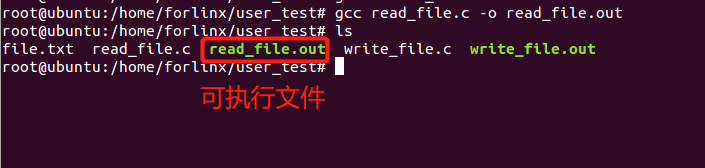 root@ubuntu:/home/forlinx/user_test# gcc read_file.c -o read_file.out
root@ubuntu:/home/forlinx/user_test# ls
file.txt  read_file.c  read_file.out  write_file.c  write_file.out
root@ubuntu:/home/forlinx/user_test#
可执行文件